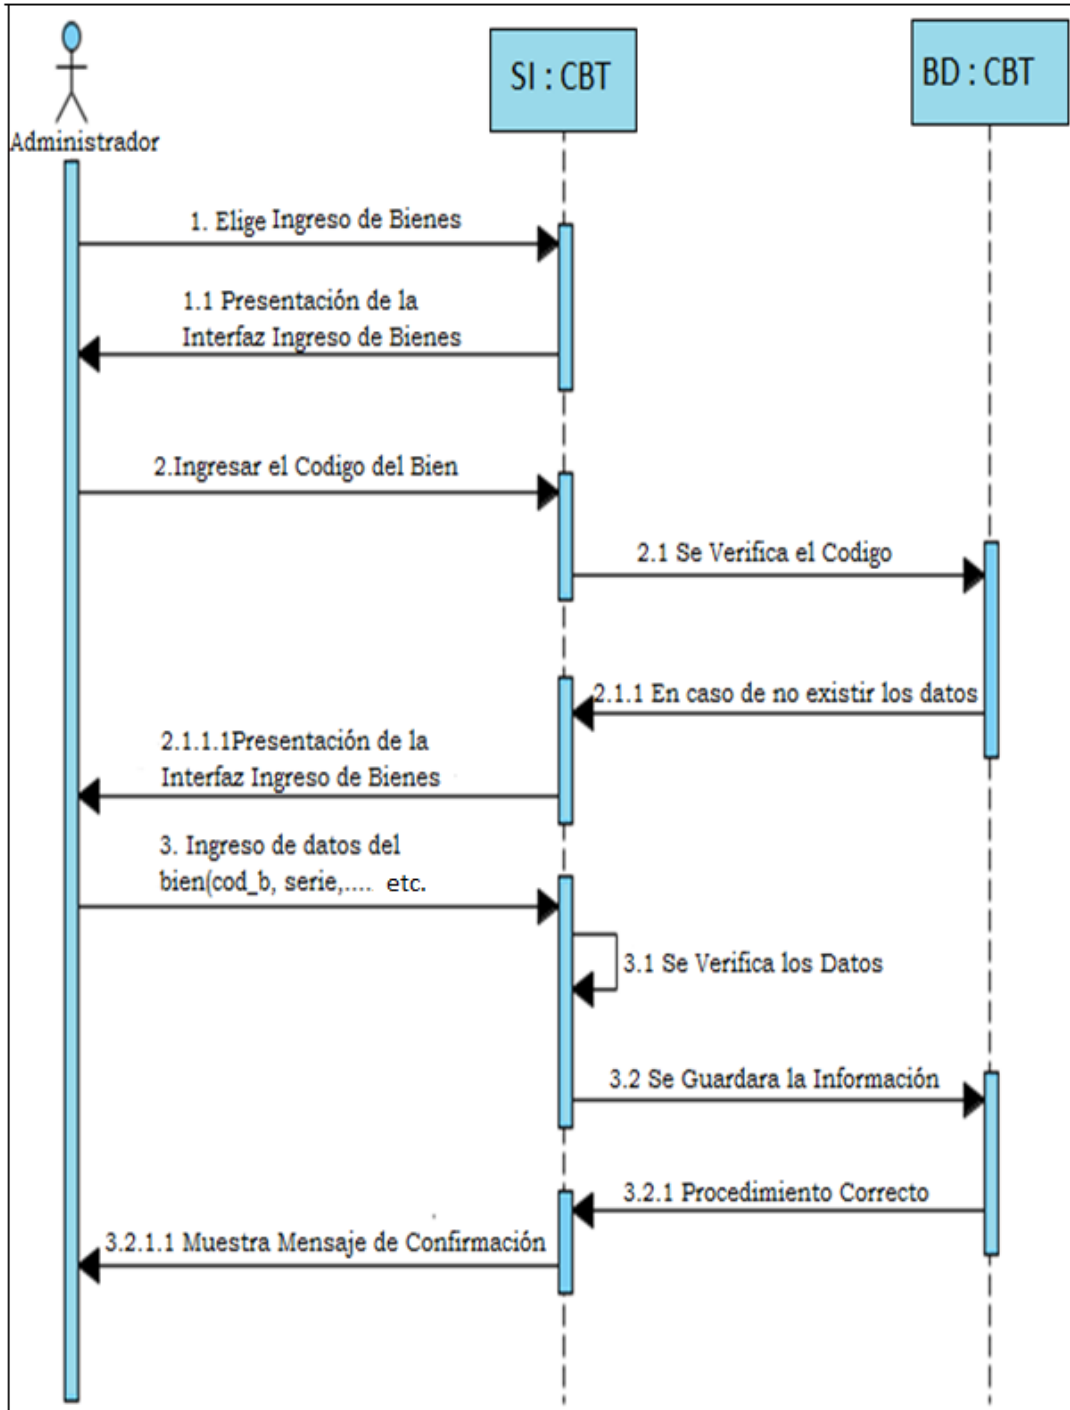 SI : CBT
BD : CBT
Administrador
1. Elige Ingreso de Bienes
1.1 Presentación de la
Interfaz Ingreso de Bienes
2.Ingresar el Codigo del Bien
2.1 Se Verifica el Codigo
2.1.1 En caso de no existir los datos
2.1.1.1Presentación de la
Interfaz Ingreso de Bienes
3. Ingreso de datos del
bien(cod_b, serie,.... etc.
3.1 Se Verifica los Datos
3.2 Se Guardara la Información
3.2.1 Procedimiento Correcto
3.2.1.1 Muestra Mensaje de Confirmación